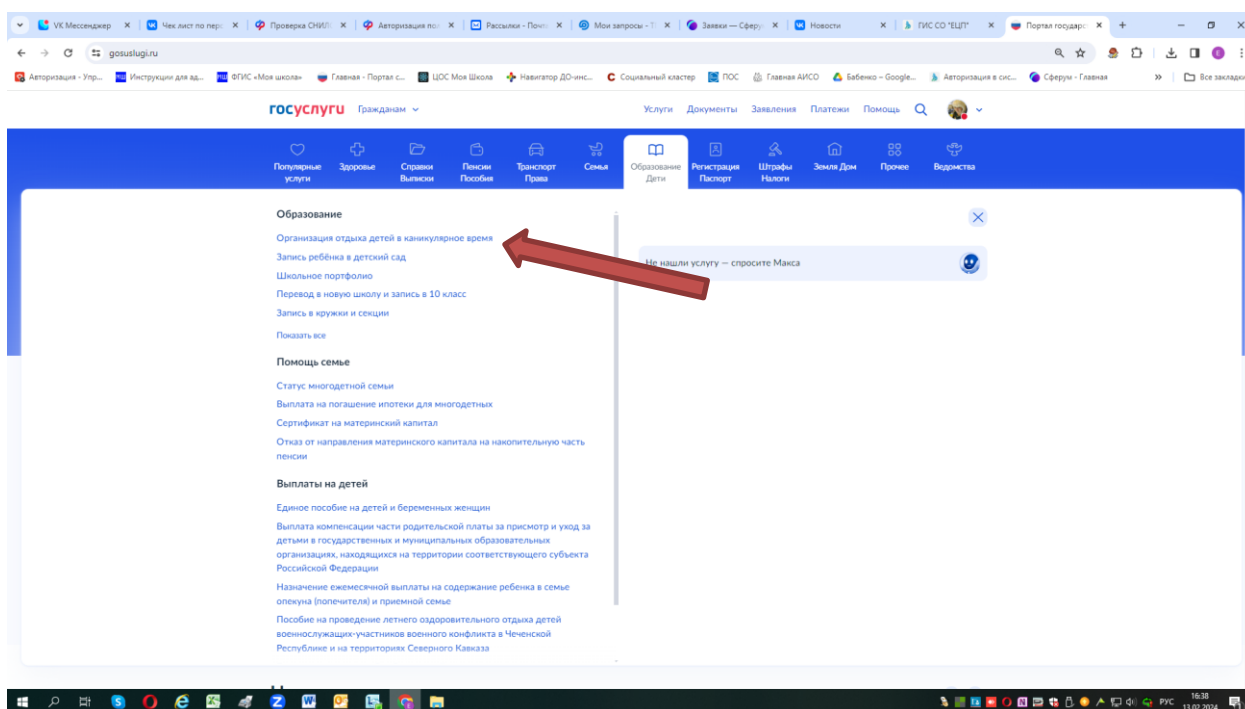 VK Мессенджер
Чек лист по перс
Проверка СНИЛ
Авторизация пол
Рассылки - Почта
Мои запросы - Т
Заявки — Сферу
Новости
ГИС СО "ЕЦП"
Портал государс
gosuslugi.ru
Авторизация - Упр...
Инструкции для ад...
ФГИС «Моя школа»
Главная - Портал с...
ЦОС Моя Школа
Навигатор ДО-инс...
Социальный кластер
ПОС
Главная АИСО
Бабенко – Google...
Авторизация в сис...
Сферум - Главная
Все закладки
госуслуги
Гражданам
Услуги Документы Заявления Платежи Помощь
Популярные услуги
Здоровье
Справки Выписки
Пенсии Пособия
Транспорт Права
Семья
Образование Дети
Регистрация Паспорт
Штрафы Налоги
Земля Дом
Прочее
Ведомства
Образование
Организация отдыха детей в каникулярное время
Запись ребёнка в детский сад
Школьное портфолио
Перевод в новую школу и запись в 10 класс
Запись в кружки и секции
Показать все
Не нашли услугу — спросите Макса
Помощь семье
Статус многодетной семьи
Выплата на погашение ипотеки для многодетных
Сертификат на материнский капитал
Отказ от направления материнского капитала на накопительную часть
пенсии
Выплаты на детей
Единое пособие на детей и беременных женщин
Выплата компенсации части родительской платы за присмотр и уход за
детьми в государственных и муниципальных образовательных
организациях, находящихся на территории соответствующего субъекта
Российской Федерации
Назначение ежемесячной выплаты на содержание ребенка в семье
опекуна (попечителя) и приемной семье
Пособие на проведение летнего оздоровительного отдыха детей
военнослужащих-участников военного конфликта в Чеченской
Республике и на территориях Северного Кавказа
РУС
16:38
13.02.2024